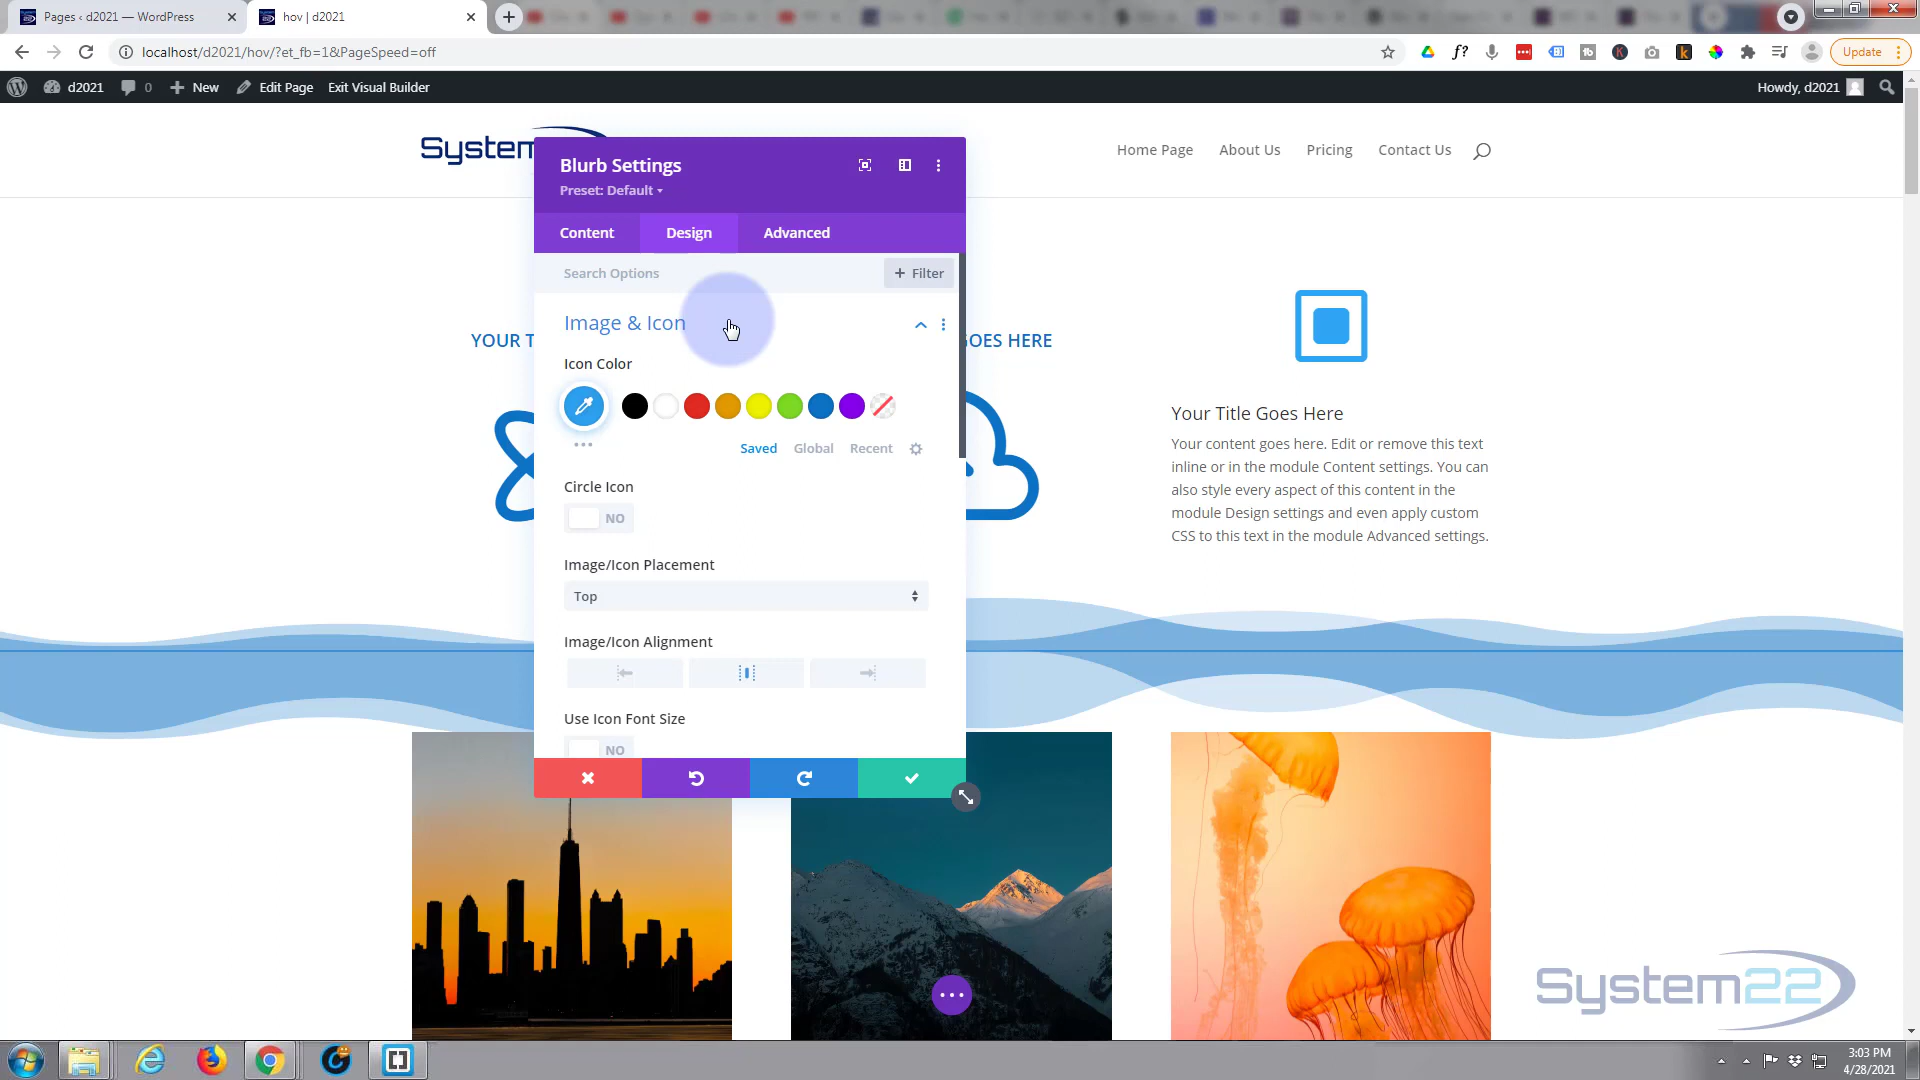 Pages ‹ d2021 — WordPress
hov | d2021
localhost/d2021/hov/?et_fb=1&PageSpeed=off
Update
d2021
0
New
Edit Page
Exit Visual Builder
Howdy, d2021
System
Home Page
About Us
Pricing
Contact Us
Blurb Settings
Preset: Default
Content
Design
Advanced
Search Options
+ Filter
Image & Icon
Icon Color
Saved
Global
Recent
Circle Icon
NO
Image/Icon Placement
Top
Image/Icon Alignment
Use Icon Font Size
NO
YOUR T
GOES HERE
Your Title Goes Here
Your content goes here. Edit or remove this text
inline or in the module Content settings. You can
also style every aspect of this content in the
module Design settings and even apply custom
CSS to this text in the module Advanced settings.
System22
3:03 PM
4/28/2021